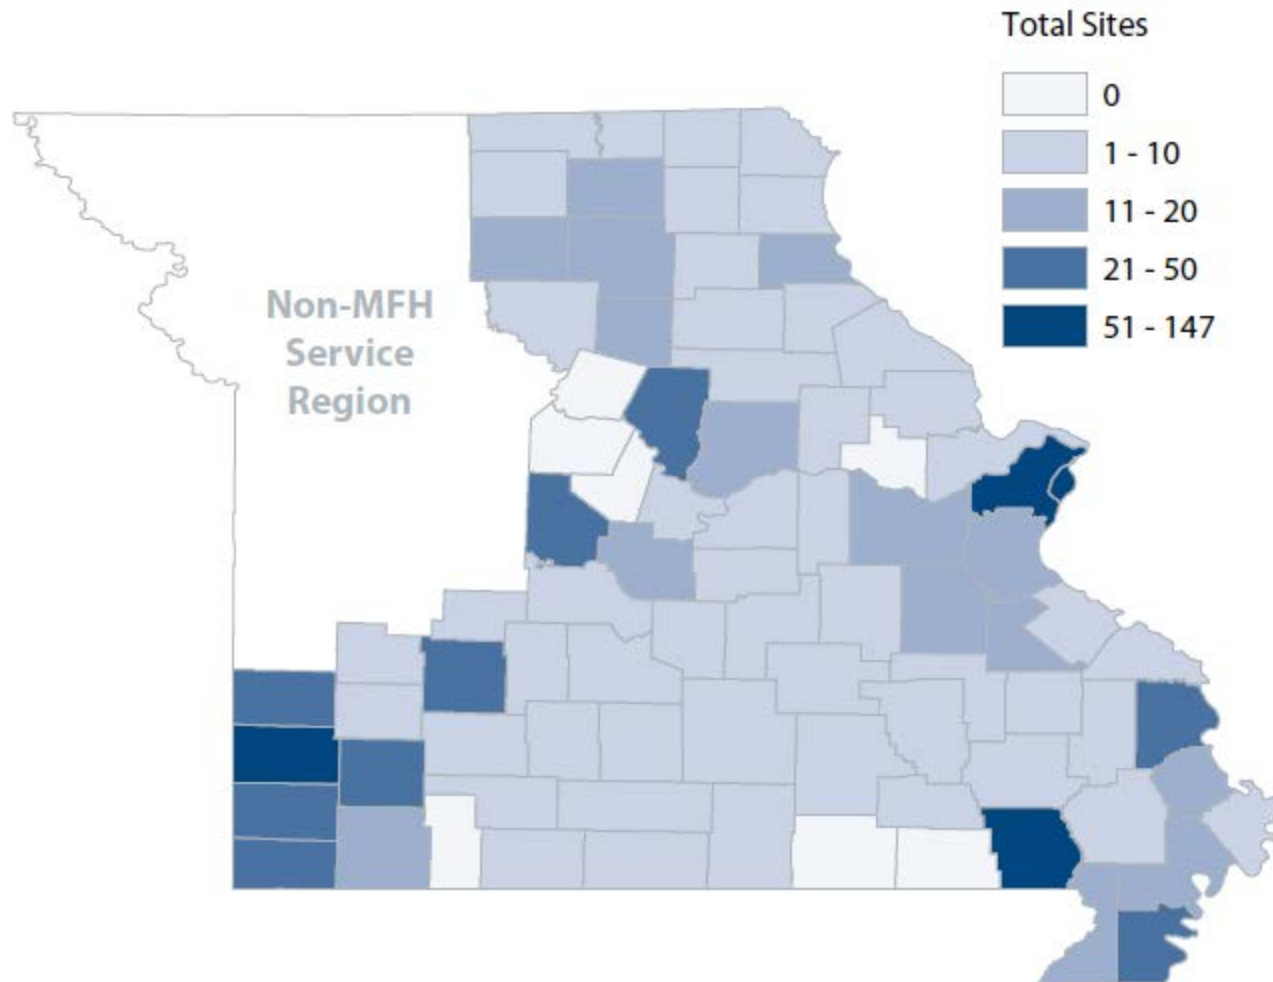 Total Sites
0
1 - 10
11 - 20
21 - 50
51 - 147
Non-MFH
Service
Region